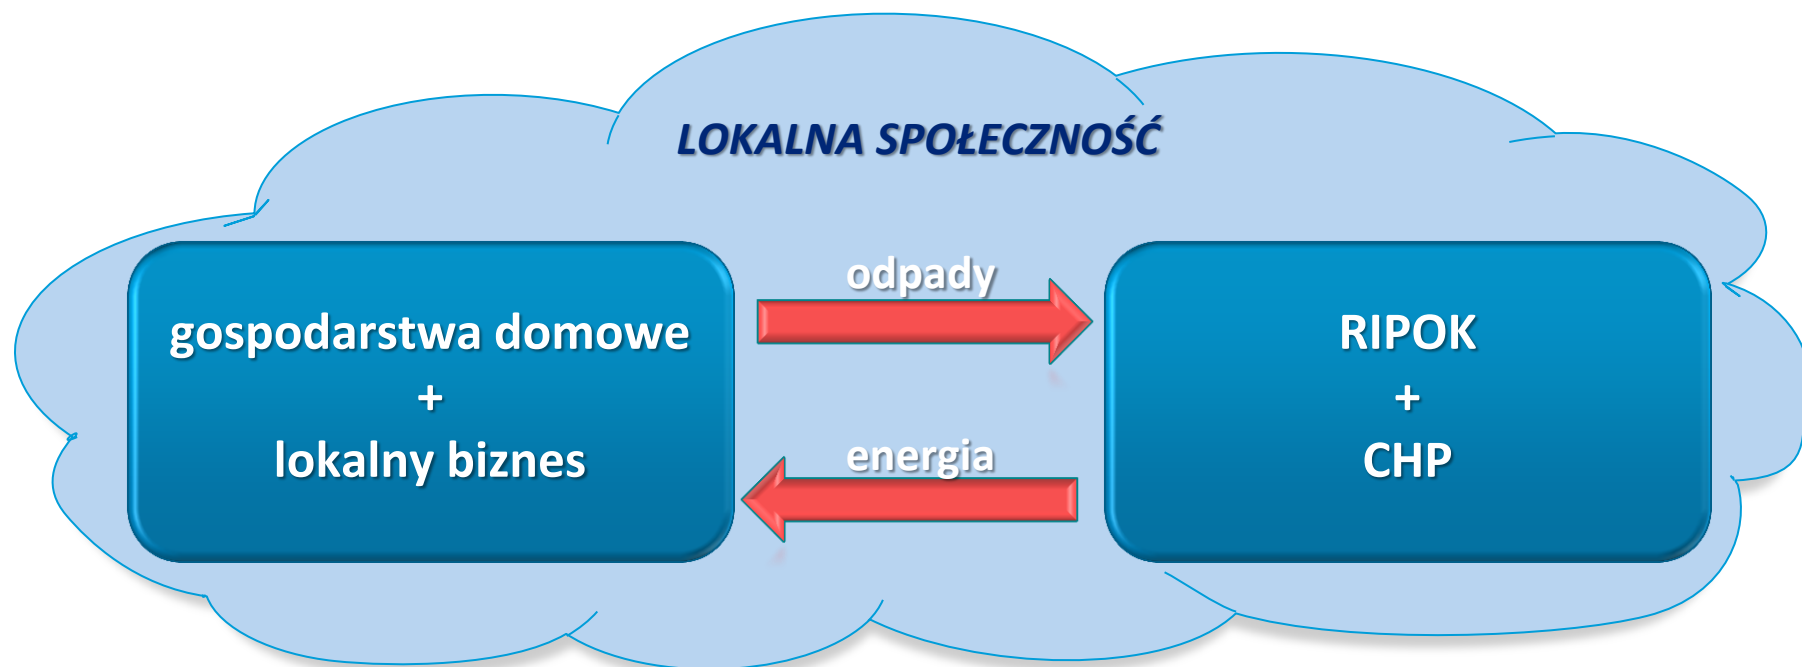 LOKALNA SPOŁECZNOŚĆ
gospodarstwa domowe
+
lokalny biznes
odpady
energia
RIPOK
+
CHP